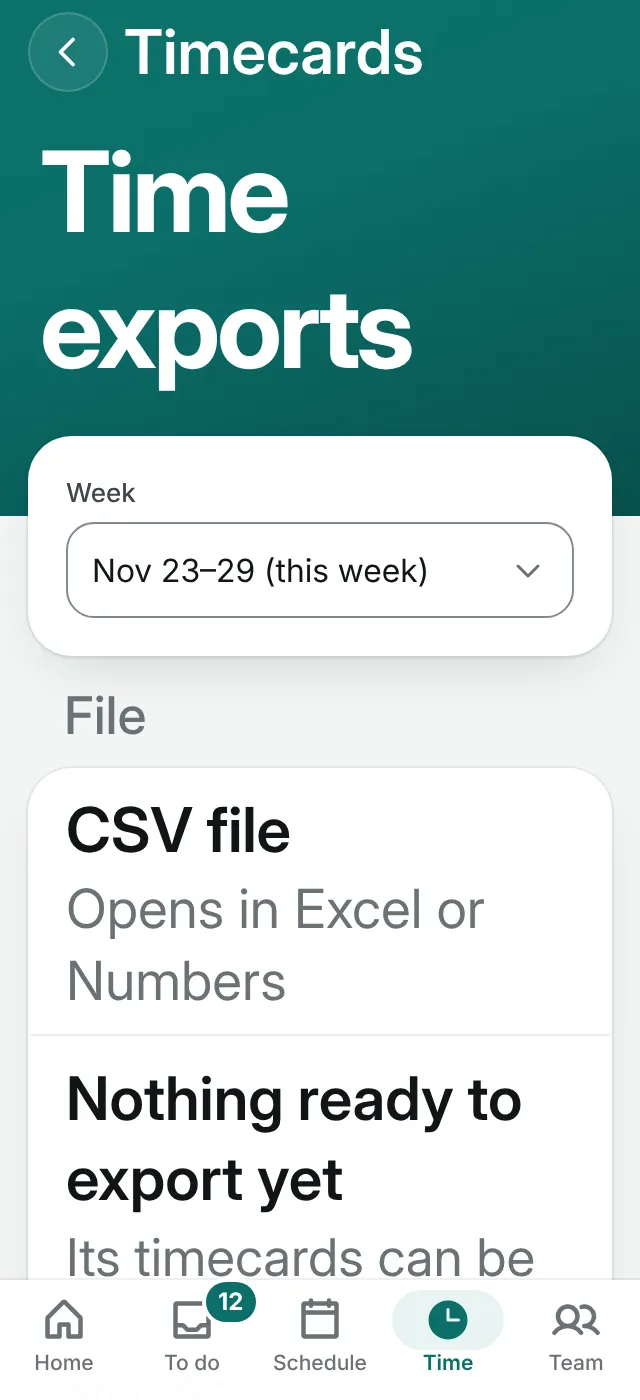 Timecards
Time
exports
Week
Nov 23–29 (this week)
File
CSV file
Opens in Excel or
Numbers
Nothing ready to
export yet
Its timecards can be
12
Home
To do
Schedule
Time
Team